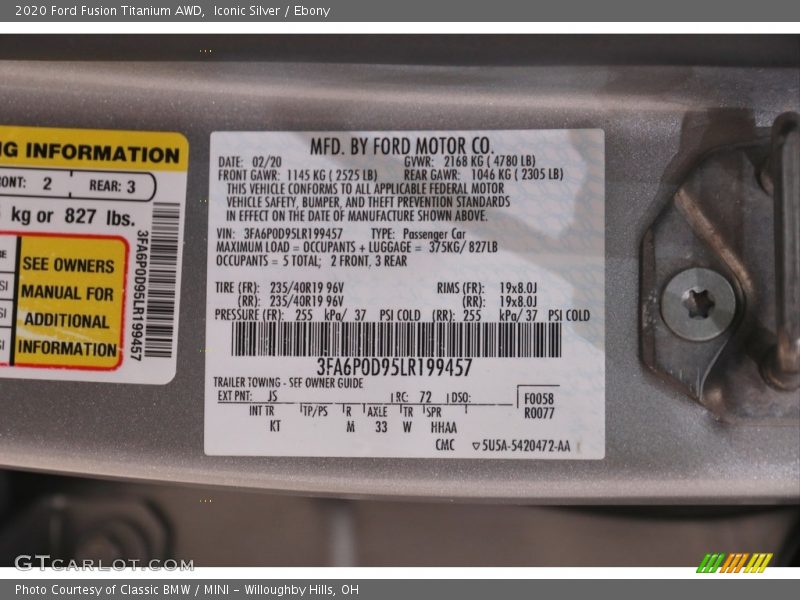 2020 Ford Fusion Titanium AWD, Iconic Silver / Ebony
NG INFORMATION
ONT: 2 REAR: 3
kg or 827 lbs.
SEE OWNERS
MANUAL FOR
ADDITIONAL
INFORMATION
3FA6P0D95LR199457
MFD. BY FORD MOTOR CO.
DATE: 02/20 GVWR: 2168 KG ( 4780 LB)
FRONT GAWR: 1145 KG ( 2525 LB) REAR GAWR: 1046 KG ( 2305 LB)
THIS VEHICLE CONFORMS TO ALL APPLICABLE FEDERAL MOTOR
VEHICLE SAFETY, BUMPER, AND THEFT PREVENTION STANDARDS
IN EFFECT ON THE DATE OF MANUFACTURE SHOWN ABOVE.
VIN: 3FA6P0D95LR199457 TYPE: Passenger Car
MAXIMUM LOAD = OCCUPANTS + LUGGAGE = 375KG/ 827LB
OCCUPANTS = 5 TOTAL; 2 FRONT, 3 REAR
TIRE (FR): 235/40R19 96V RIMS (FR): 19x8.0J
(RR): 235/40R19 96V (RR): 19x8.0J
PRESSURE (FR): 255 kPa/ 37 PSI COLD (RR): 255 kPa/ 37 PSI COLD
3FA6P0D95LR199457
TRAILER TOWING - SEE OWNER GUIDE
EXT PNT: JS RC: 72 DSO: F0058
INT TR TP/PS R AXLE TR SPR R0077
KT M 33 W HHAA
CMC 5U5A-5420472-AA
GTCARLOT.COM
Photo Courtesy of Classic BMW / MINI - Willoughby Hills, OH